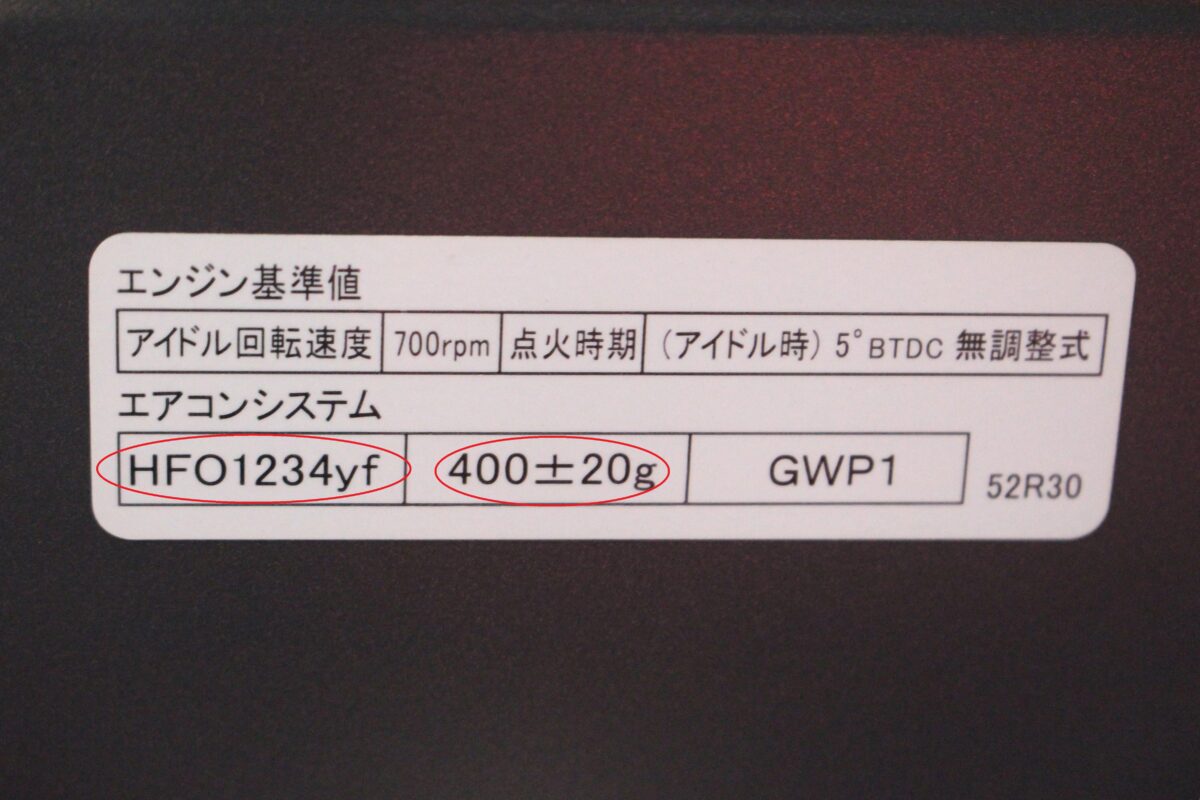 エンジン基準値
アイドル回転速度 700rpm 点火時期 (アイドル時) 5°BTDC 無調整式
エアコンシステム
HFO1234yf 400±20g GWP1 52R30